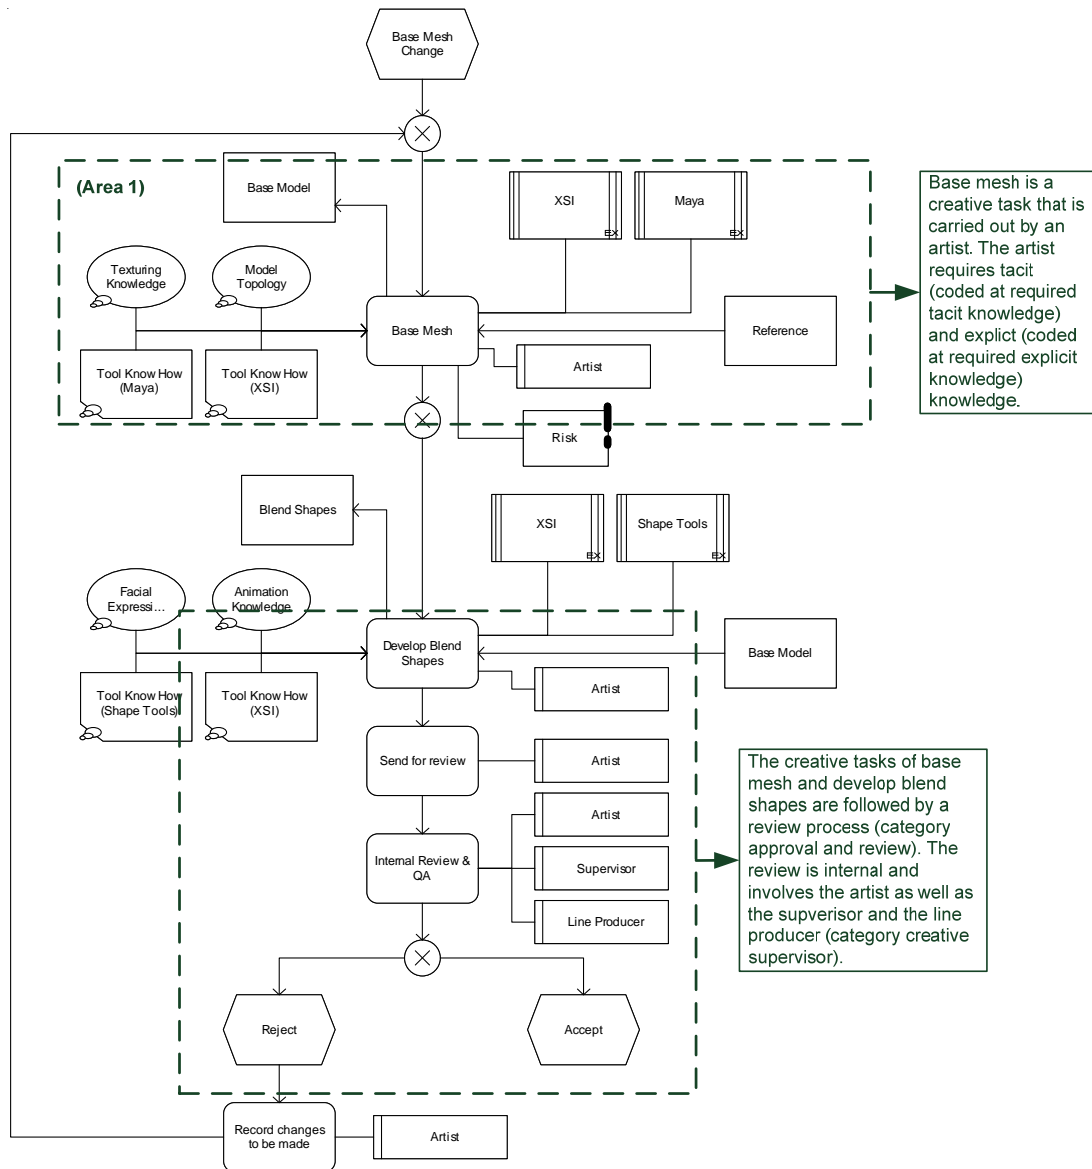 Base Mesh
Change
(Area 1)
Base Model
XSI
EX
Maya
EX
Texturing
Knowledge
Model
Topology
Base Mesh
Reference
Tool Know How
(Maya)
Tool Know How
(XSI)
Artist
Risk
Base mesh is a
creative task that is
carried out by an
artist. The artist
requires tacit
(coded at required
tacit knowledge)
and explict (coded
at required explicit
knowledge)
knowledge.
Blend Shapes
XSI
EX
Shape Tools
EX
Facial
Expressi...
Animation
Knowledge
Develop Blend
Shapes
Base Model
Tool Know How
(Shape Tools)
Tool Know How
(XSI)
Artist
Send for review
Artist
Internal Review &
QA
Artist
Supervisor
Line Producer
The creative tasks of base
mesh and develop blend
shapes are followed by a
review process (category
approval and review). The
review is internal and
involves the artist as well as
the supverisor and the line
producer (category creative
supervisor).
Reject
Accept
Record changes
to be made
Artist